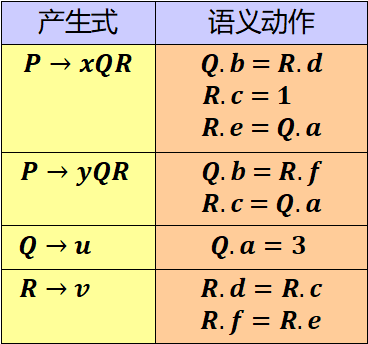 产生式 语义动作
P → xQR Q.b = R.d
R.c = 1
R.e = Q.a
P → yQR Q.b = R.f
R.c = Q.a
Q → u Q.a = 3
R → v R.d = R.c
R.f = R.e